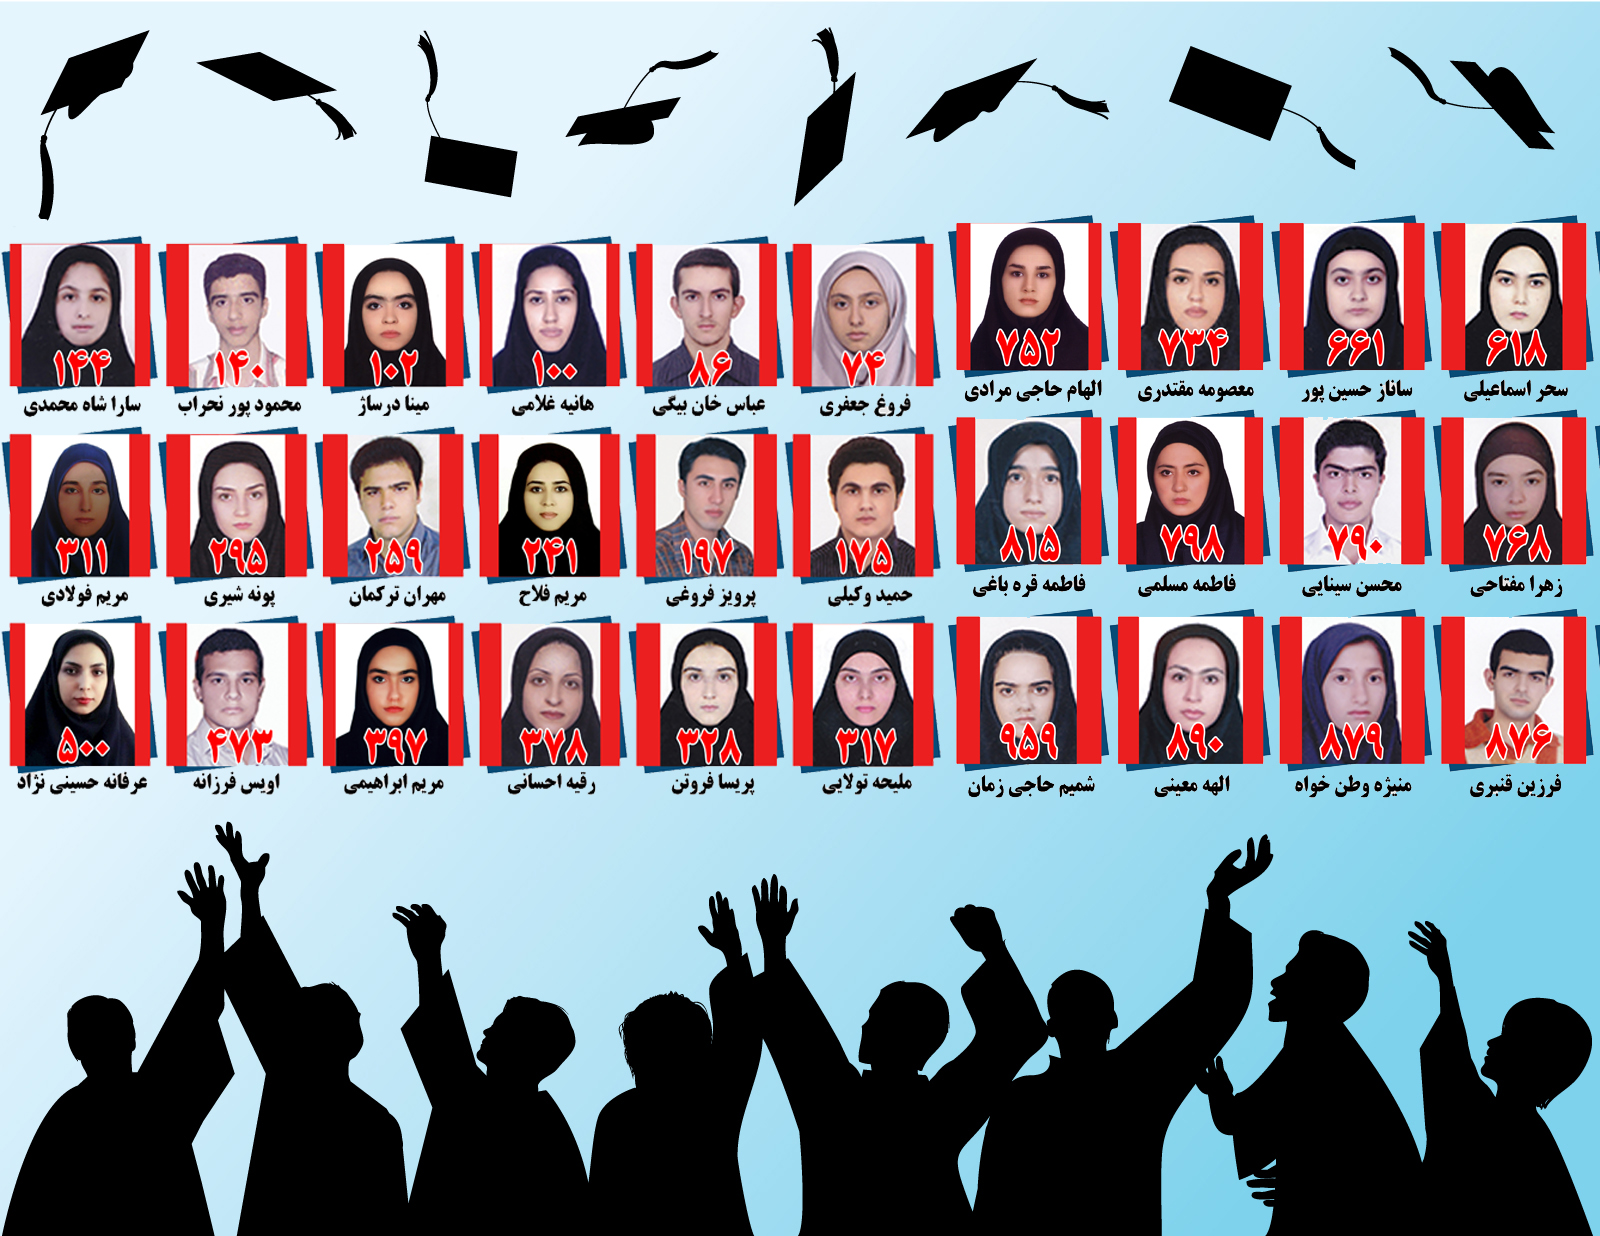 ۷۵۲
۷۳۴
۶۶۱
۶۱۸
الهام حاجی مرادی
معصومه مقتدری
ساناز حسین پور
سحر اسماعیلی
۱۴۴
۱۴۰
۱۰۲
۱۰۰
۸۶
۷۴
سارا شاه محمدی
محمود پور نحراب
مینا درساژ
هانیه غلامی
عباس خان بیگی
فروغ جعفری
۸۱۵
۷۹۸
۷۹۰
۷۶۸
فاطمه قره باغی
فاطمه مسلمی
محسن سینایی
زهرا مفتاحی
۳۱۱
۲۹۵
۲۵۹
۲۴۱
۱۹۷
۱۷۵
مریم فولادی
پونه شیری
مهران ترکمان
مریم فلاح
پرویز فروغی
حمید وکیلی
۹۵۹
۸۹۰
۸۷۹
۸۷۶
شمیم حاجی زمان
الهه معینی
منیژه وطن خواه
فرزین قنبری
۵۰۰
۴۷۳
۳۹۷
۳۷۸
۳۲۸
۳۱۷
عرفانه حسینی نژاد
اویس فرزانه
مریم ابراهیمی
رقیه احسانی
پریسا فروتن
ملیحه تولایی